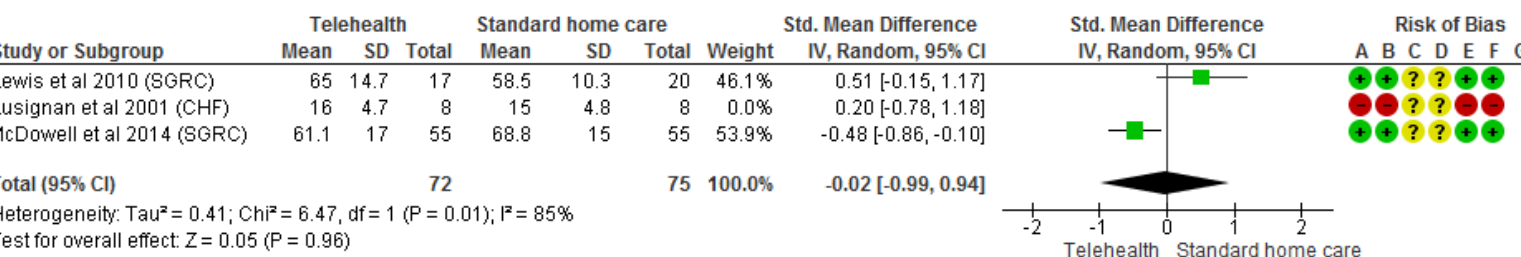 Telehealth Standard home care Std. Mean Difference Std. Mean Difference Risk of Bias
Study or Subgroup Mean SD Total Mean SD Total Weight IV, Random, 95% CI IV, Random, 95% CI A B C D E F
ewis et al 2010 (SGRC) 65 14.7 17 58.5 10.3 20 46.1% 0.51 [-0.15, 1.17] + + ? ? + +
usignan et al 2001 (CHF) 16 4.7 8 15 4.8 8 0.0% 0.20 [-0.78, 1.18] - - ? ? - -
McDowell et al 2014 (SGRC) 61.1 17 55 68.8 15 55 53.9% -0.48 [-0.86, -0.10] + + ? ? + +
Total (95% CI) 72 75 100.0% -0.02 [-0.99, 0.94]
Heterogeneity: Tau² = 0.41; Chi² = 6.47, df = 1 (P = 0.01); I² = 85%
Test for overall effect: Z = 0.05 (P = 0.96)
-2 -1 0 1 2
Telehealth Standard home care